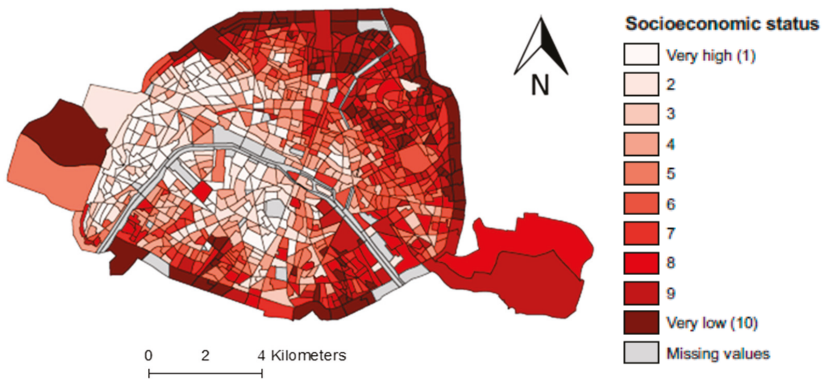 Socioeconomic status
Very high (1)
2
3
4
5
6
7
8
9
Very low (10)
Missing values
N
0 2 4 Kilometers